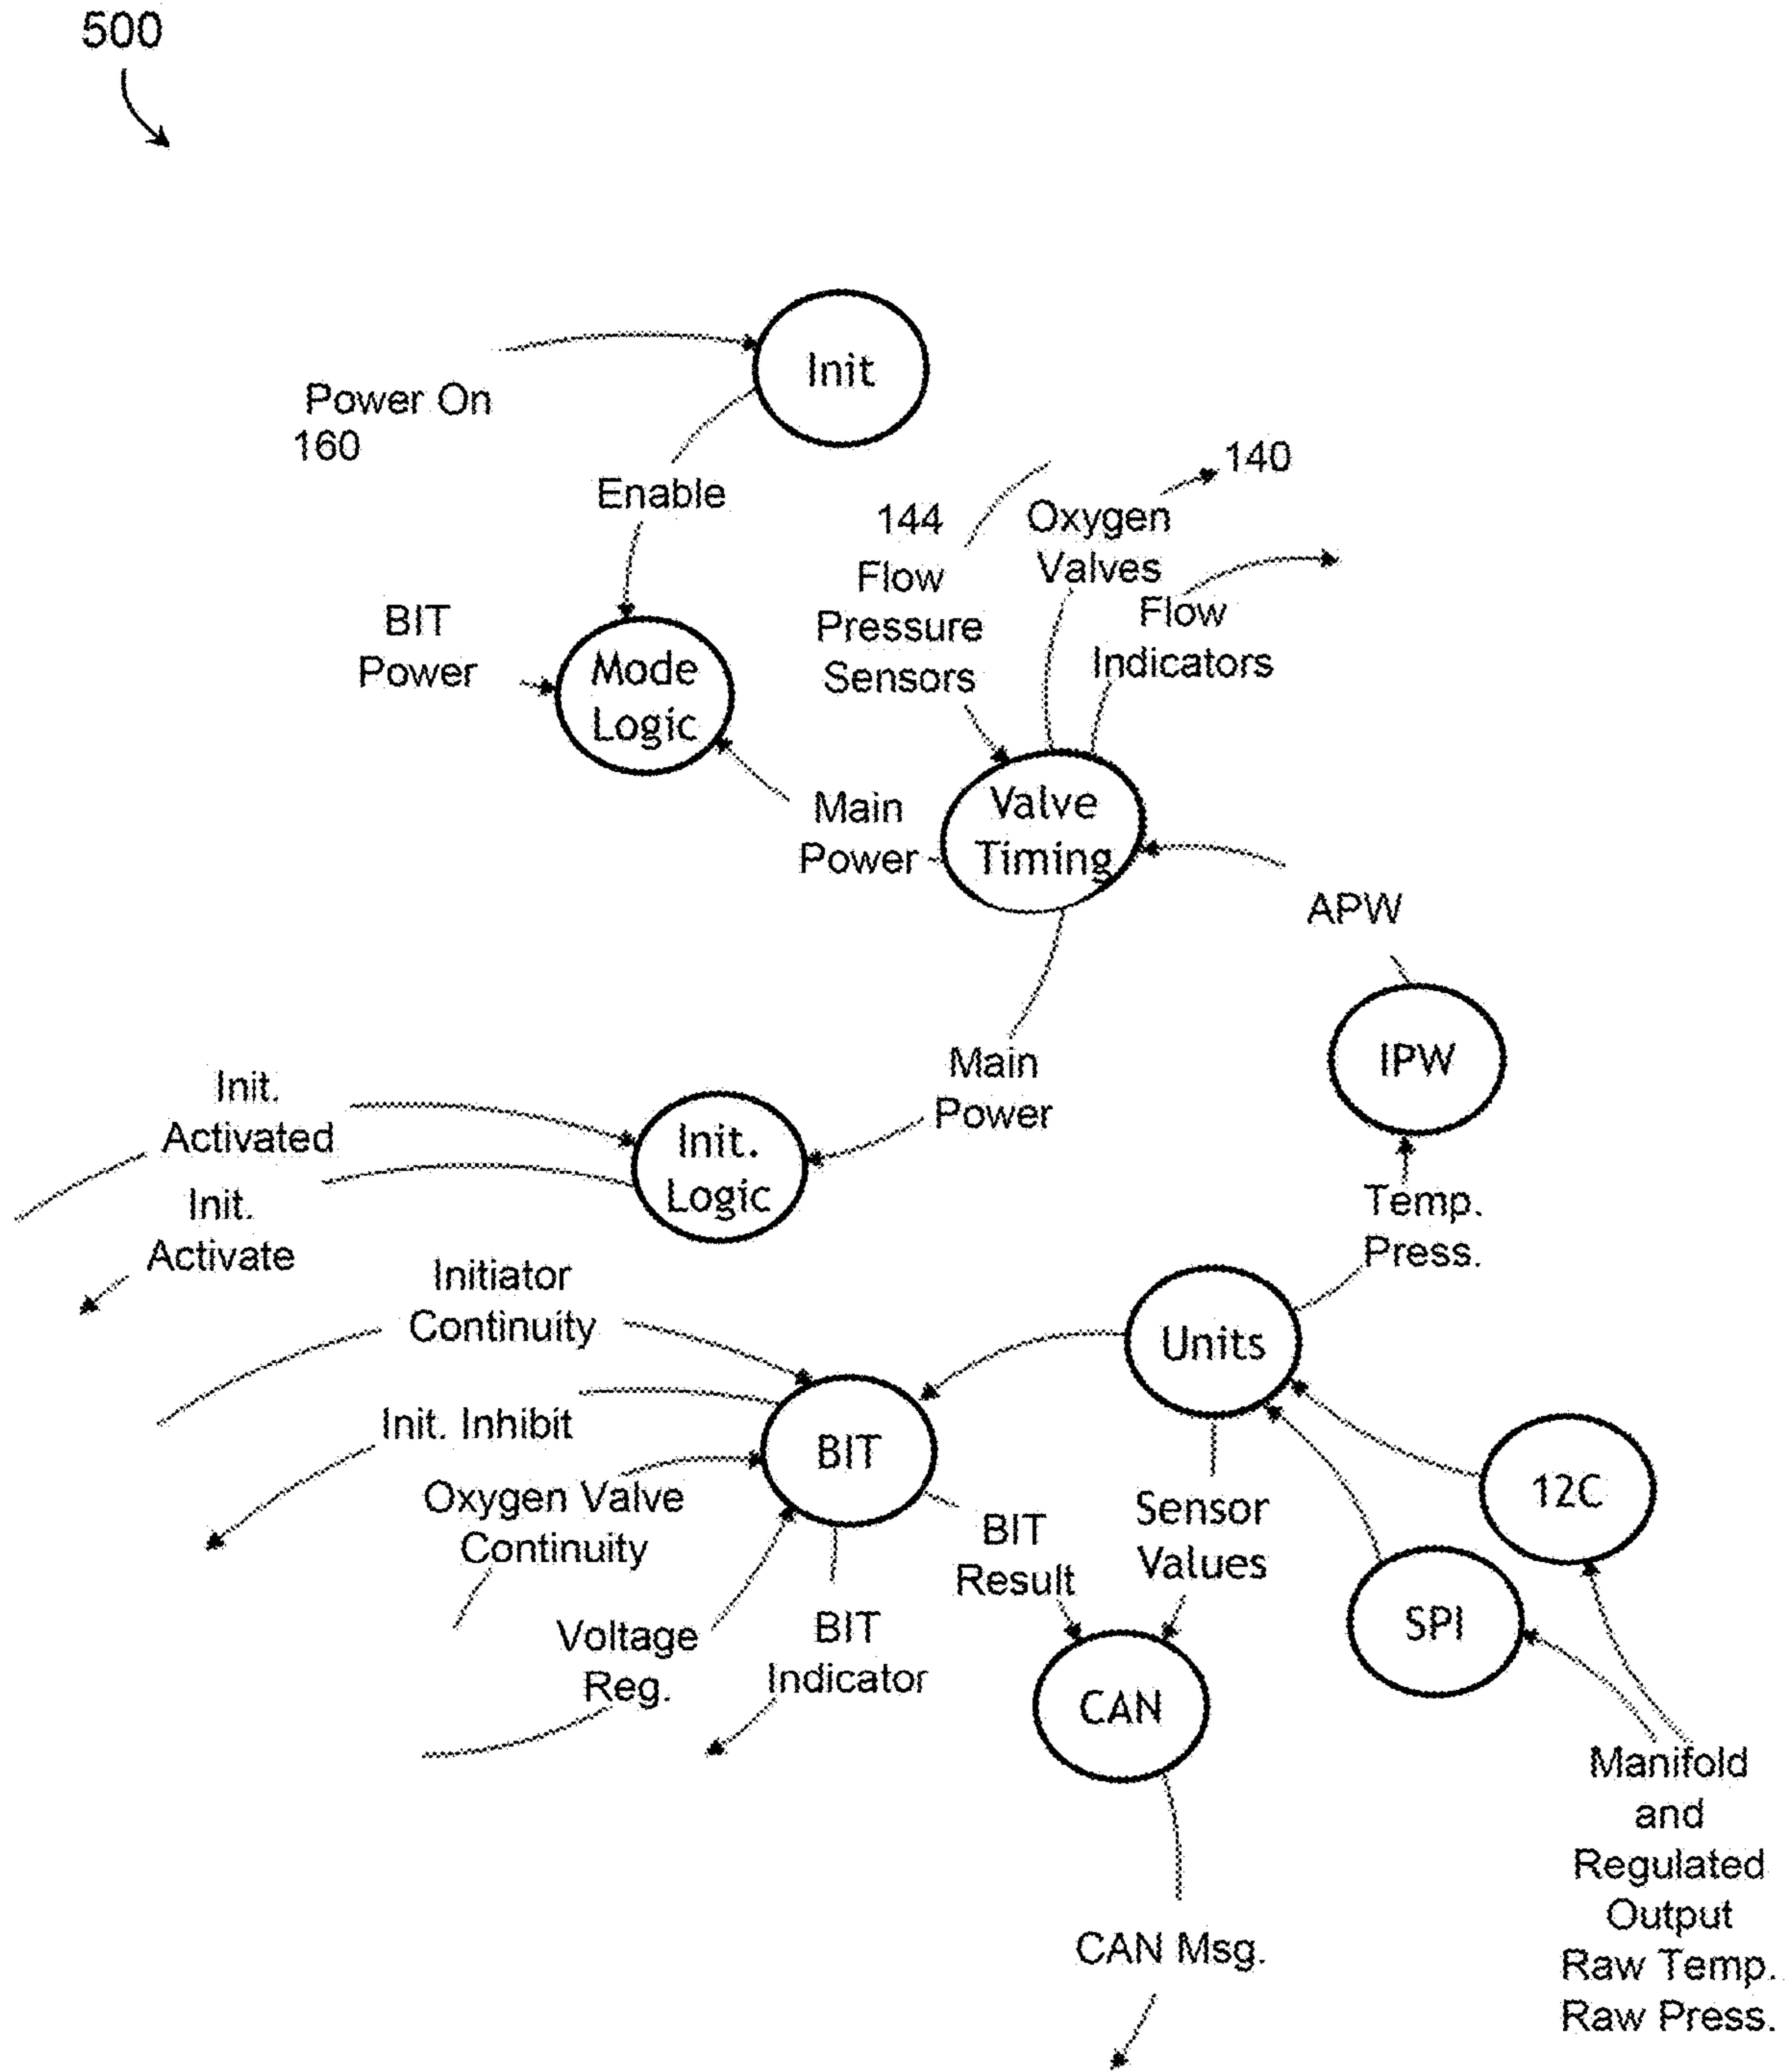 500
Init
Power On
160
Enable
140
144
Oxygen
Valves
Flow
Pressure
Sensors
Flow
Indicators
BIT
Power
Mode
Logic
Main
Power
Valve
Timing
APW
IPW
Main
Power
Init.
Activated
Init.
Logic
Init.
Activate
Temp.
Press.
Initiator
Continuity
Units
Init. Inhibit
BIT
Oxygen Valve
Continuity
BIT
Result
Sensor
Values
12C
SPI
Voltage
Reg.
BIT
Indicator
CAN
Manifold
and
Regulated
Output
Raw Temp.
Raw Press.
CAN Msg.